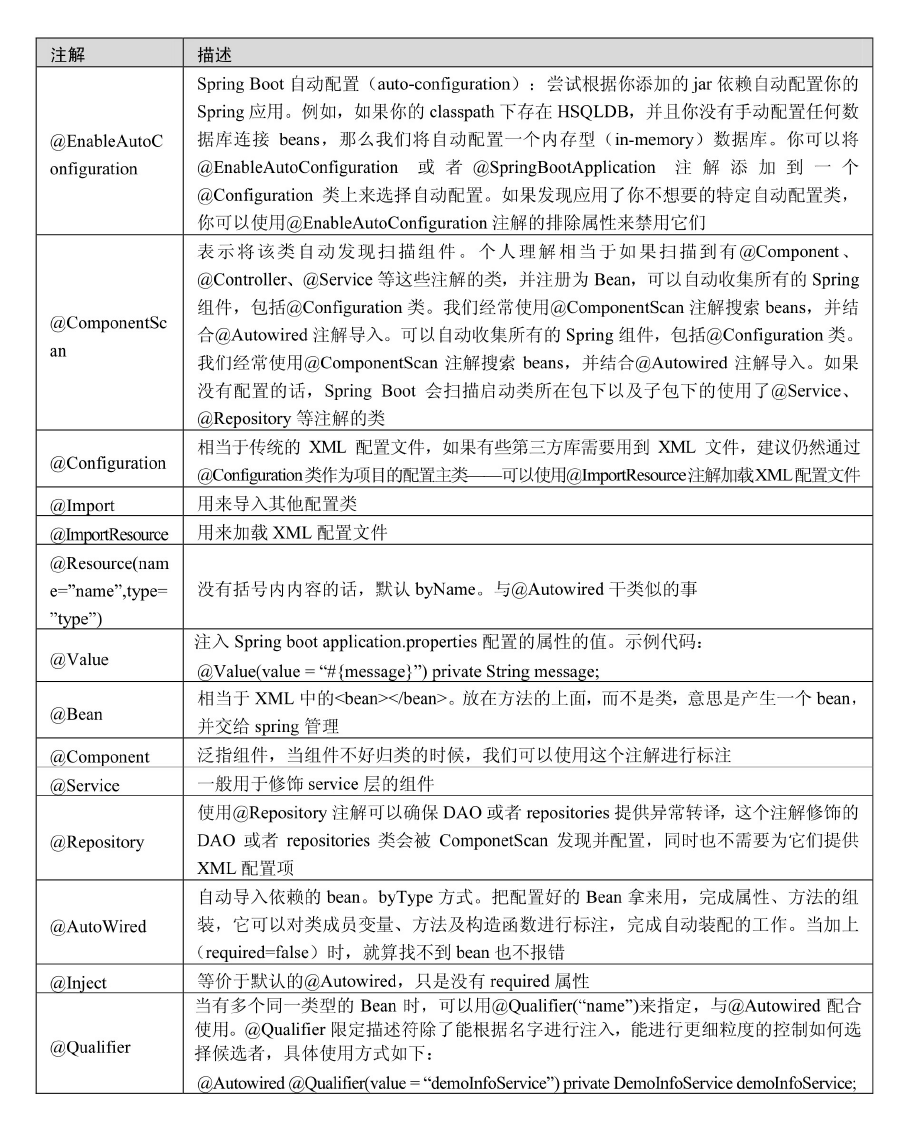 注解 描述
@EnableAutoC
onfiguration
Spring Boot 自动配置（auto-configuration）：尝试根据你添加的 jar 依赖自动配置你的
Spring 应用。例如，如果你的 classpath 下存在 HSQLDB，并且你没有手动配置任何数
据库连接 beans，那么我们将自动配置一个内存型（in-memory）数据库。你可以将
@EnableAutoConfiguration 或者 @SpringBootApplication 注解添加到一个
@Configuration 类上来选择自动配置。如果发现应用了你不想要的特定自动配置类，
你可以使用@EnableAutoConfiguration 注解的排除属性来禁用它们
@ComponentSc
an
表示将该类自动发现扫描组件。个人理解相当于如果扫描到有@Component、
@Controller、@Service 等这些注解的类，并注册为 Bean，可以自动收集所有的 Spring
组件，包括@Configuration 类。我们经常使用@ComponentScan 注解搜索 beans，并结
合@Autowired 注解导入。可以自动收集所有的 Spring 组件，包括@Configuration 类。
我们经常使用@ComponentScan 注解搜索 beans，并结合@Autowired 注解导入。如果
没有配置的话，Spring Boot 会扫描启动类所在包下以及子包下的使用了@Service、
@Repository 等注解的类
@Configuration
相当于传统的 XML 配置文件，如果有些第三方库需要用到 XML 文件，建议仍然通过
@Configuration类作为项目的配置主类——可以使用@ImportResource注解加载XML配置文件
@Import 用来导入其他配置类
@ImportResource 用来加载 XML 配置文件
@Resource(nam
e=”name”,type=
”type”)
没有括号内内容的话，默认 byName。与@Autowired 干类似的事
@Value
注入 Spring boot application.properties 配置的属性的值。示例代码：
@Value(value = “#{message}”) private String message;
@Bean
相当于 XML 中的<bean></bean>。放在方法的上面，而不是类，意思是产生一个 bean，
并交给 spring 管理
@Component 泛指组件，当组件不好归类的时候，我们可以使用这个注解进行标注
@Service 一般用于修饰 service 层的组件
@Repository
使用@Repository 注解可以确保 DAO 或者 repositories 提供异常转译，这个注解修饰的
DAO 或者 repositories 类会被 ComponetScan 发现并配置，同时也不需要为它们提供
XML 配置项
@AutoWired
自动导入依赖的 bean。byType 方式。把配置好的 Bean 拿来用，完成属性、方法的组
装，它可以对类成员变量、方法及构造函数进行标注，完成自动装配的工作。当加上
（required=false）时，就算找不到 bean 也不报错
@Inject 等价于默认的@Autowired，只是没有 required 属性
@Qualifier
当有多个同一类型的 Bean 时，可以用@Qualifier(“name”)来指定，与@Autowired 配合
使用。@Qualifier 限定描述符除了能根据名字进行注入，能进行更细粒度的控制如何选
择候选者，具体使用方式如下：
@Autowired @Qualifier(value = “demoInfoService”) private DemoInfoService demoInfoService;